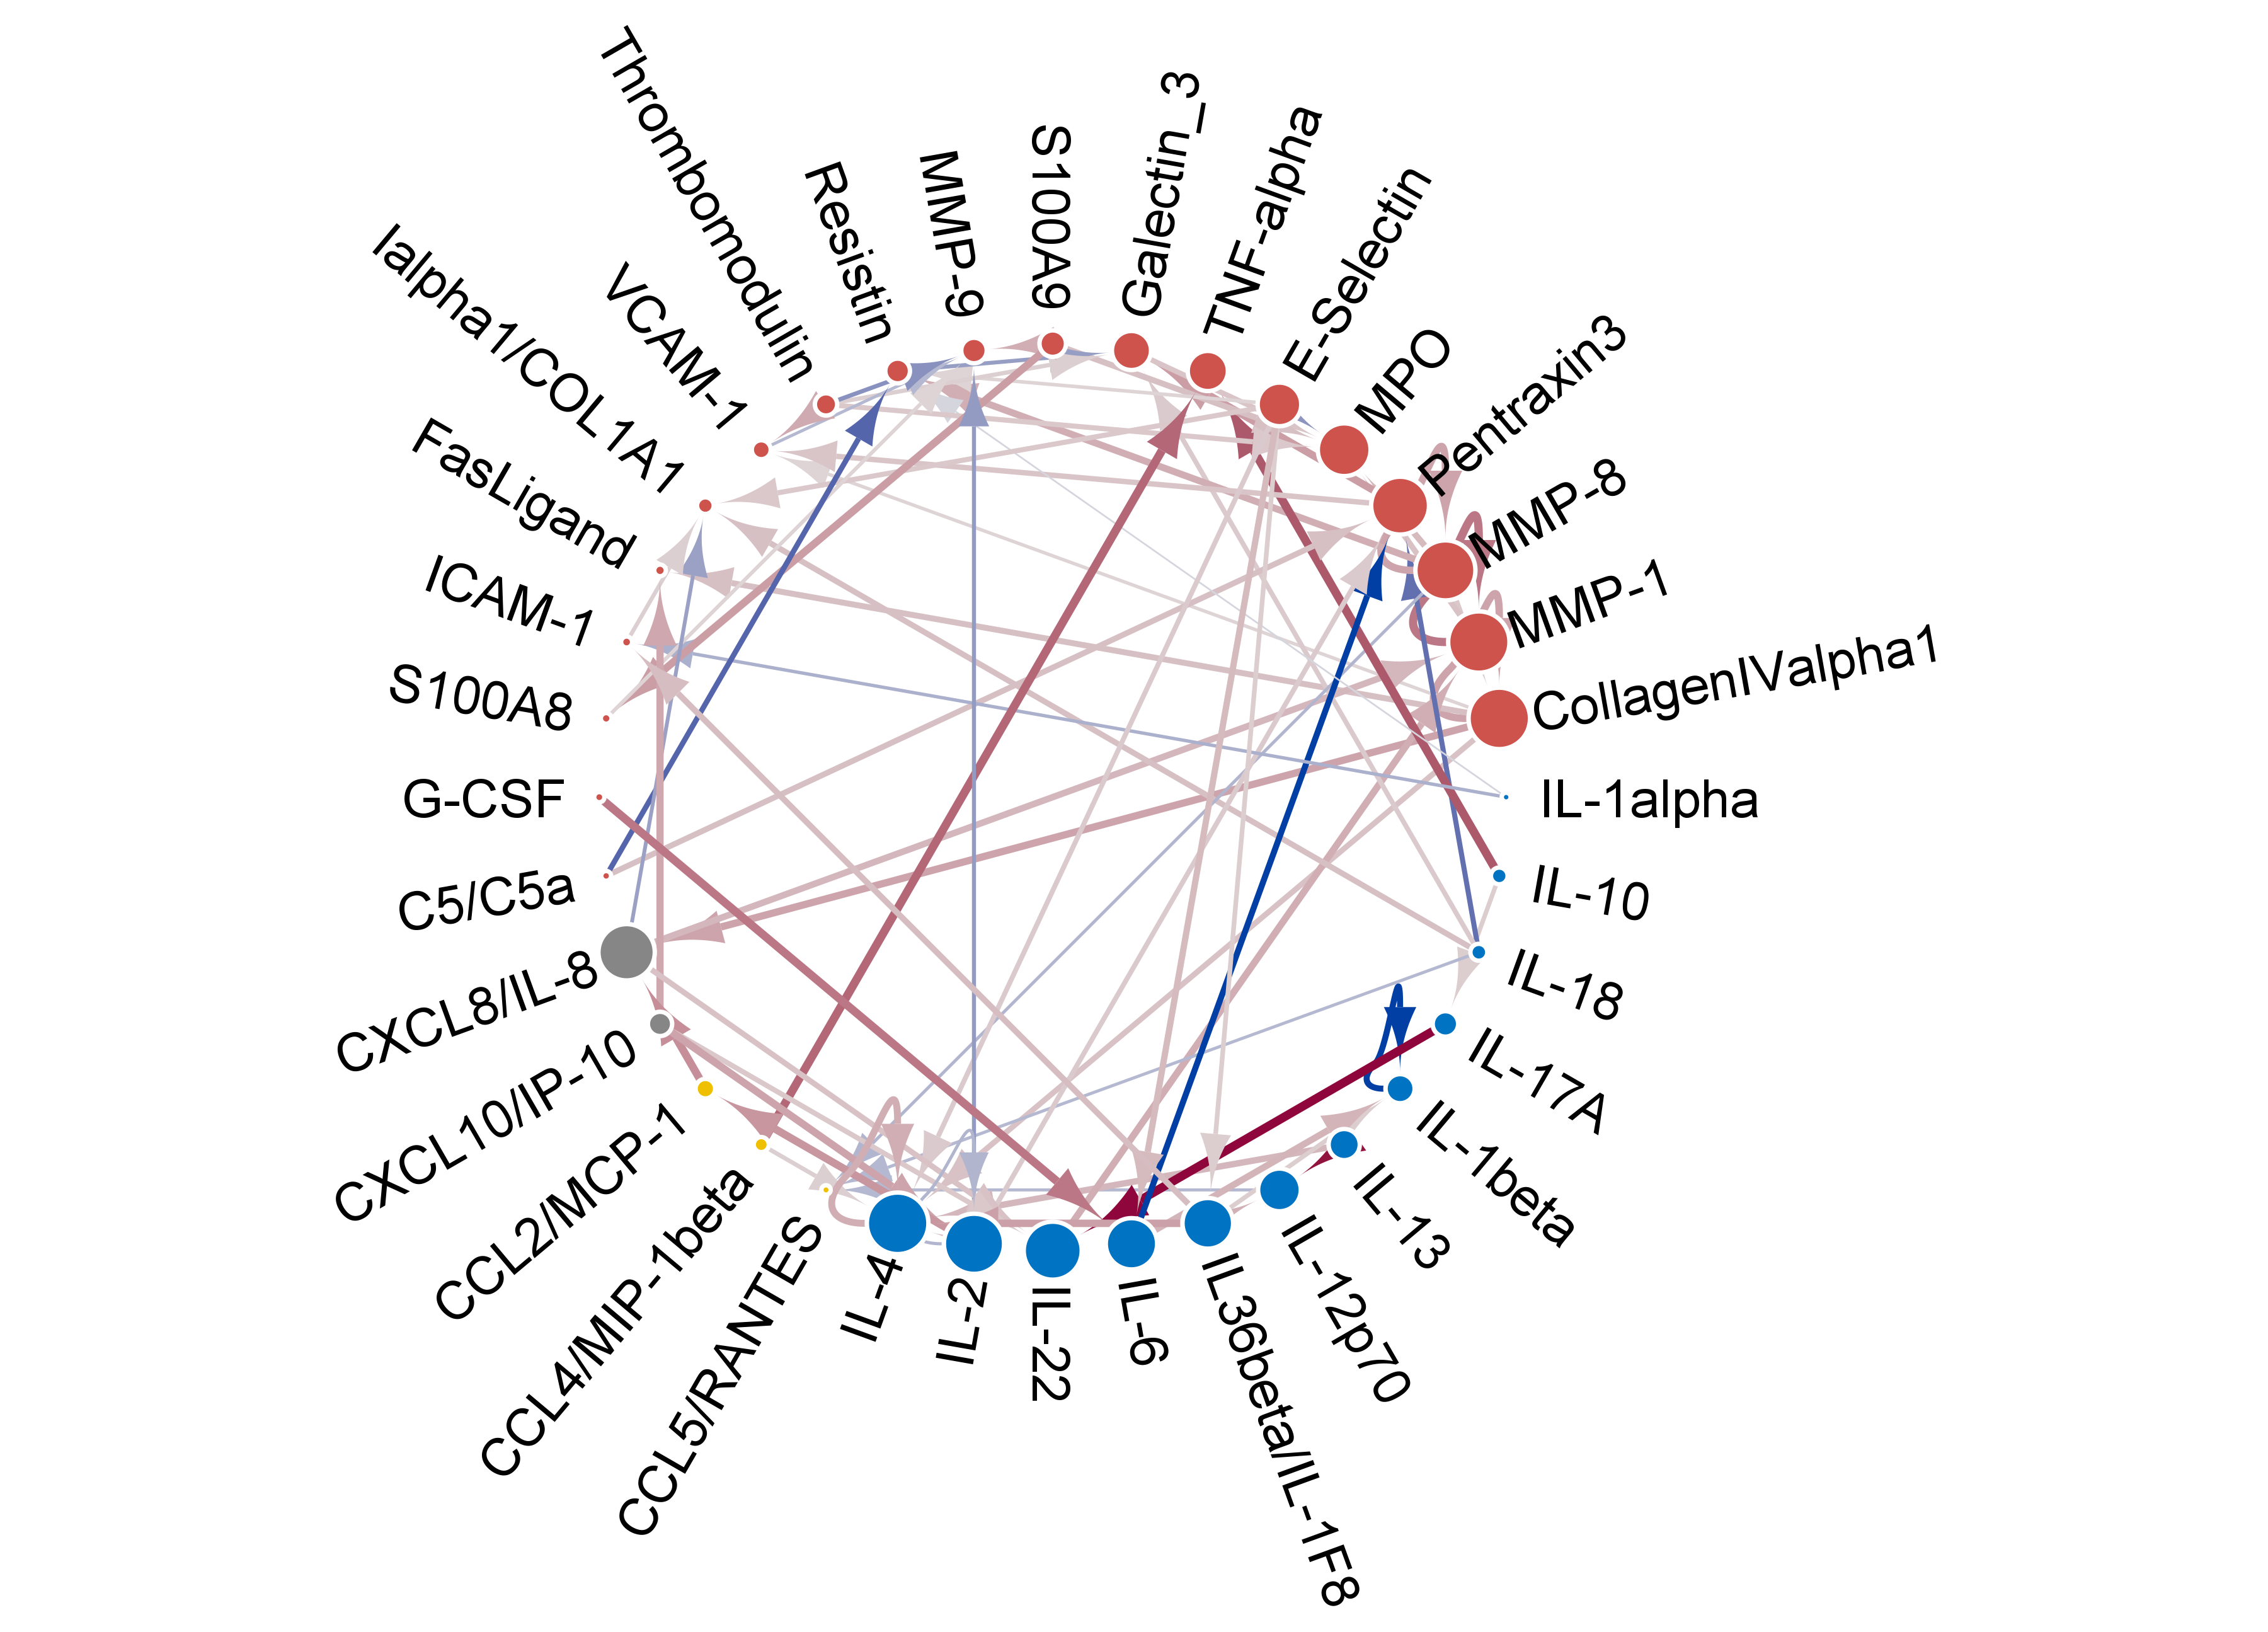 Thrombomodulin
Resistin
MMP-9
S100A9
Galectin_3
TNF-alpha
E-Selectin
MPO
Pentraxin3
MMP-8
MMP-1
CollagenIValpha1
IL-1alpha
IL-10
IL-18
IL-17A
IL-1beta
IL-13
IL-12p70
IL36beta/IL-1F8
IL-6
IL-22
IL-2
IL-4
CCL5/RANTES
CCL4/MIP-1beta
CCL2/MCP-1
CXCL10/IP-10
CXCL8/IL-8
C5/C5a
G-CSF
S100A8
ICAM-1
FasLigand
Ialpha1/COL1A1
VCAM-1